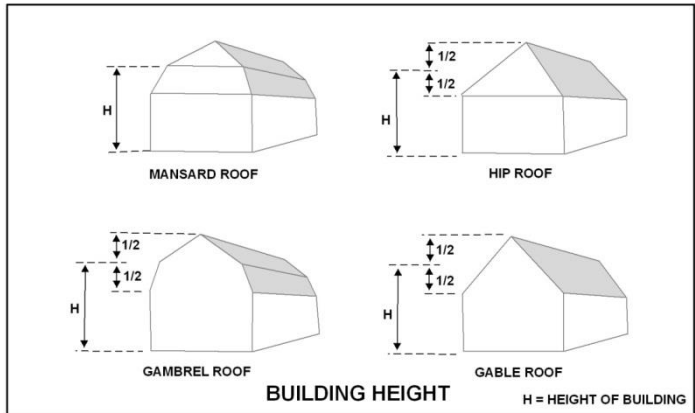 1/2
1/2
H
H
MANSARD ROOF
HIP ROOF
1/2
1/2
1/2
1/2
H
H
GAMBREL ROOF
GABLE ROOF
BUILDING HEIGHT
H = HEIGHT OF BUILDING